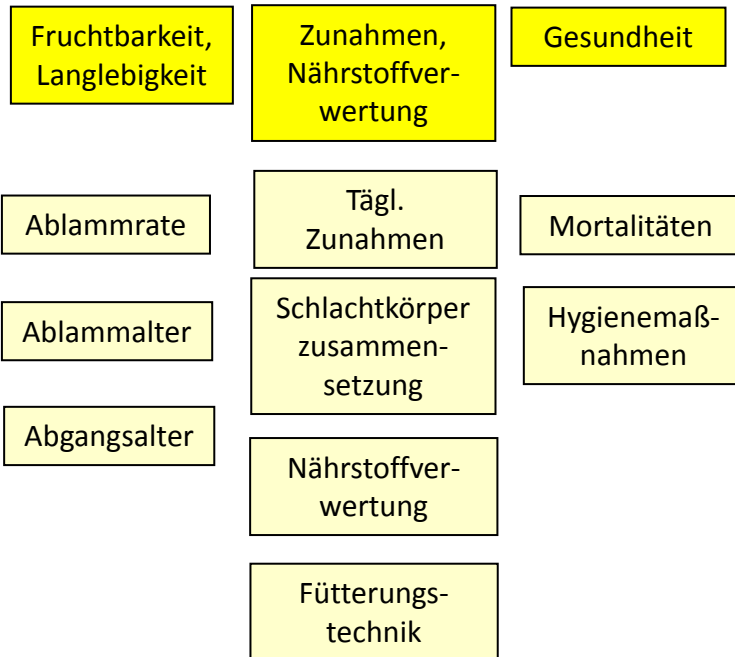 Fruchtbarkeit,
Langlebigkeit
Zunahmen,
Nährstoffver-
wertung
Gesundheit
Ablammrate
Tägl.
Zunahmen
Mortalitäten
Ablammalter
Schlachtkörper
zusammen-
setzung
Hygienemaß-
nahmen
Abgangsalter
Nährstoffver-
wertung
Fütterungs-
technik